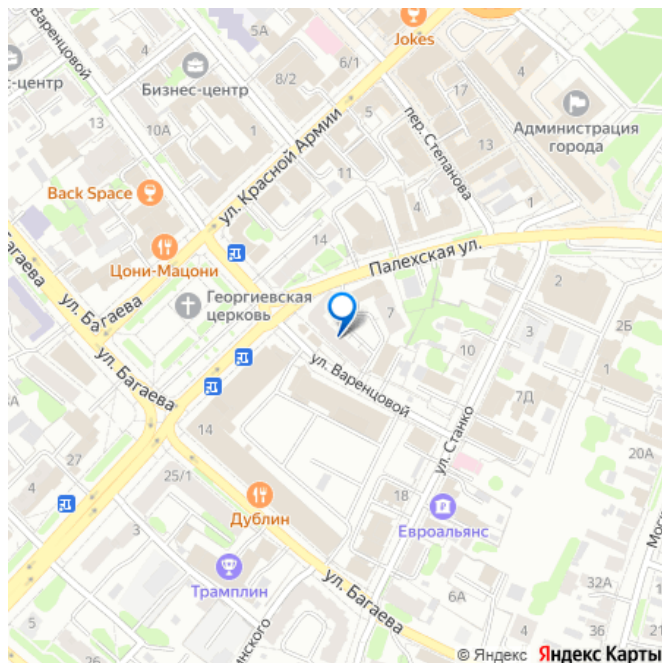 Варенцовой
5А
6/1
4
Jokes
с-центр
Бизнес-центр
8/2
5
17
4
Администрация
города
13
10А
1
пер. Степанова
13
11
ул. Красной Армии
Back Space
4
1
14
Палехская ул.
Цони-Мацони
Багаева
ул. Багаева
Георгиевская
церковь
2
7
3
2Б
ул. Багаева
10
1
ул. Варенцовой
7Д
ул. Станко
14
20А
27
25/1
4
18
Дублин
Евроальянс
3
Трамплин
ул. Багаева
6А
32А
4
© Яндекс Яндекс Карты